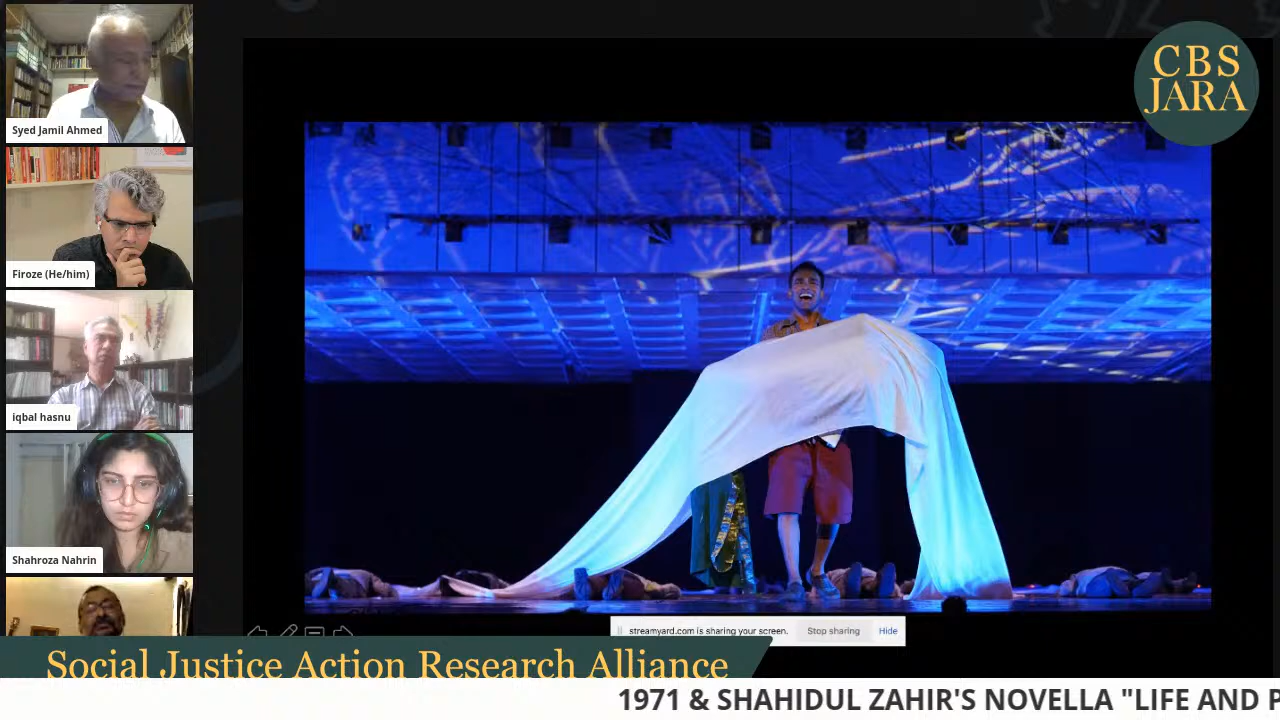 CBS
JARA
Syed Jamil Ahmed
Firoze (He/him)
iqbal hasnu
Shahroza Nahrin
streamyard.com is sharing your screen.
Stop sharing
Hide
Social Justice Action Research Alliance
1971 & SHAHIDUL ZAHIR'S NOVELLA "LIFE AND P